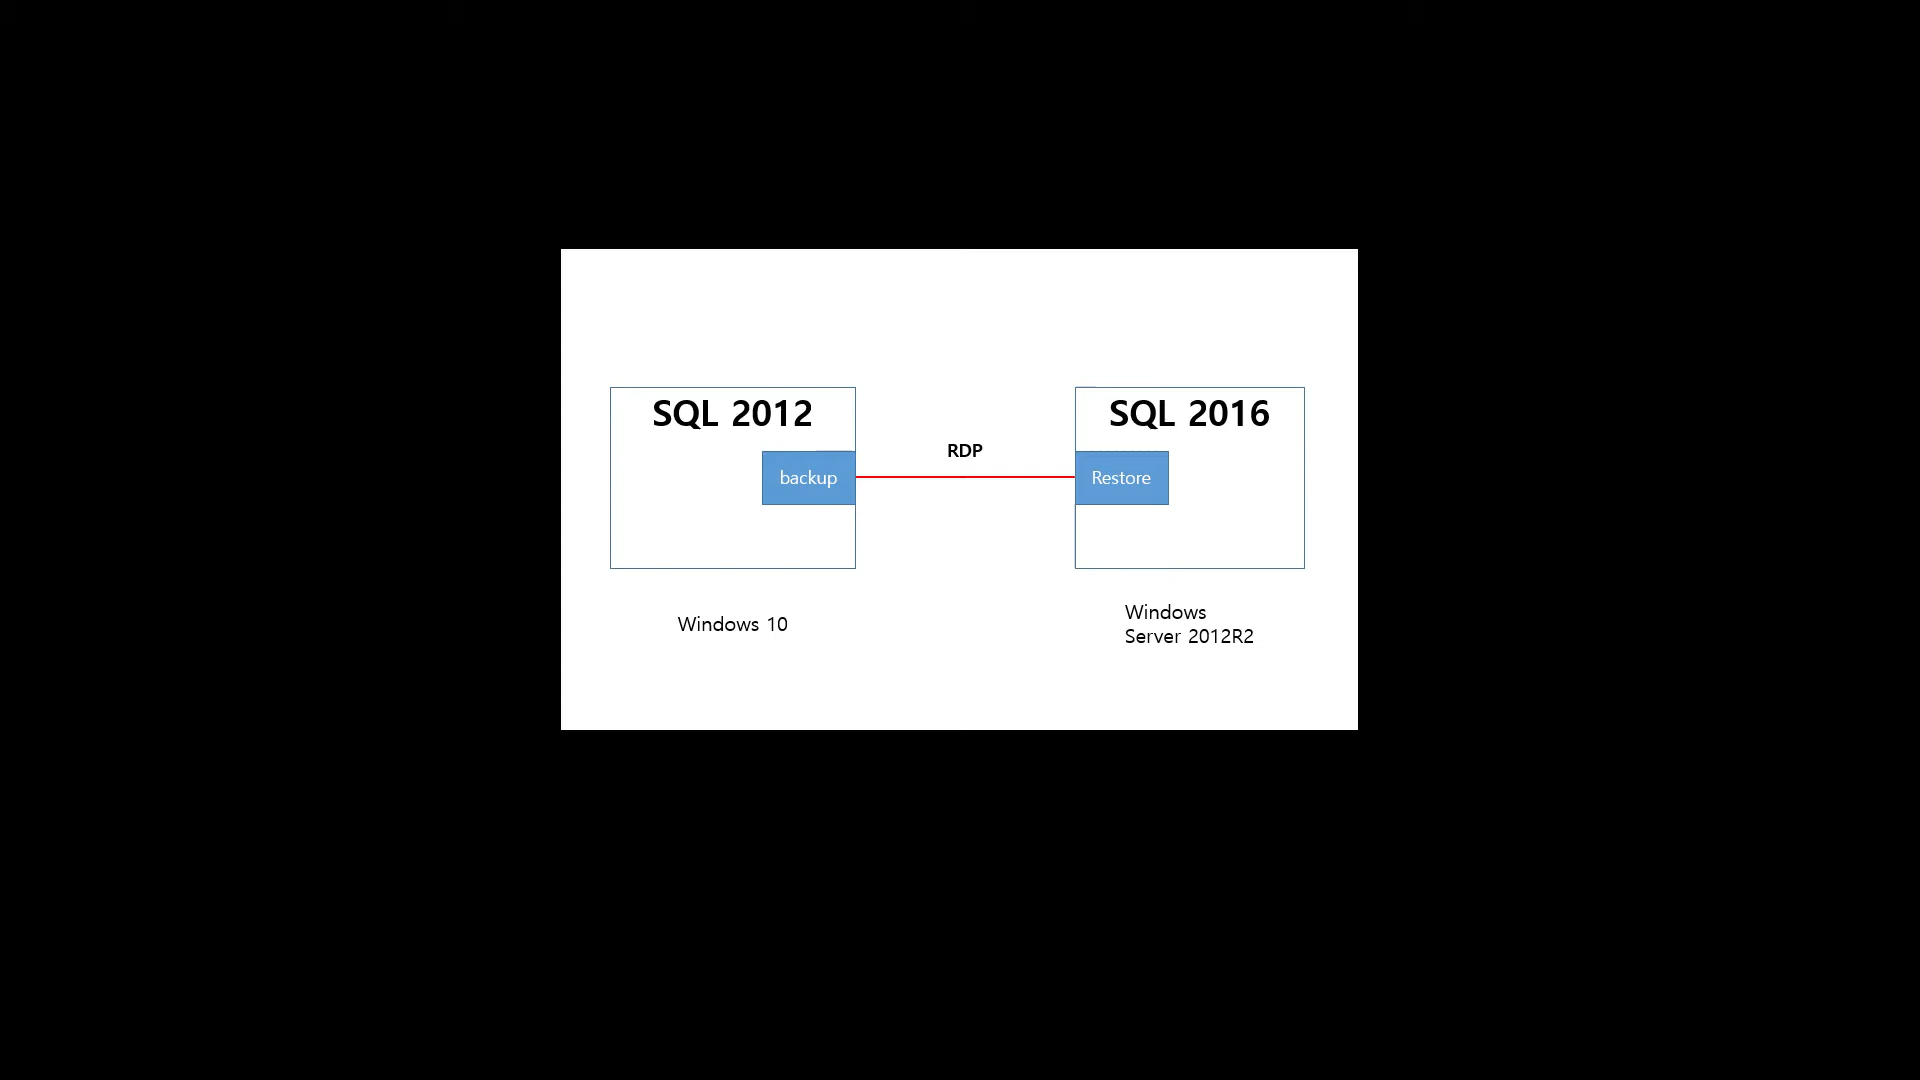 SQL 2012
backup
RDP
SQL 2016
Restore
Windows 10
Windows
Server 2012R2